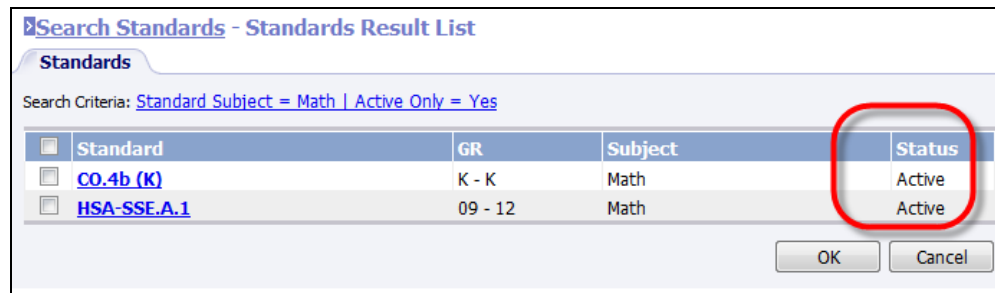 Search Standards - Standards Result List
Standards
Search Criteria: Standard Subject = Math | Active Only = Yes
Standard GR Subject Status
CO.4b (K) K - K Math Active
HSA-SSE.A.1 09 - 12 Math Active
OK Cancel